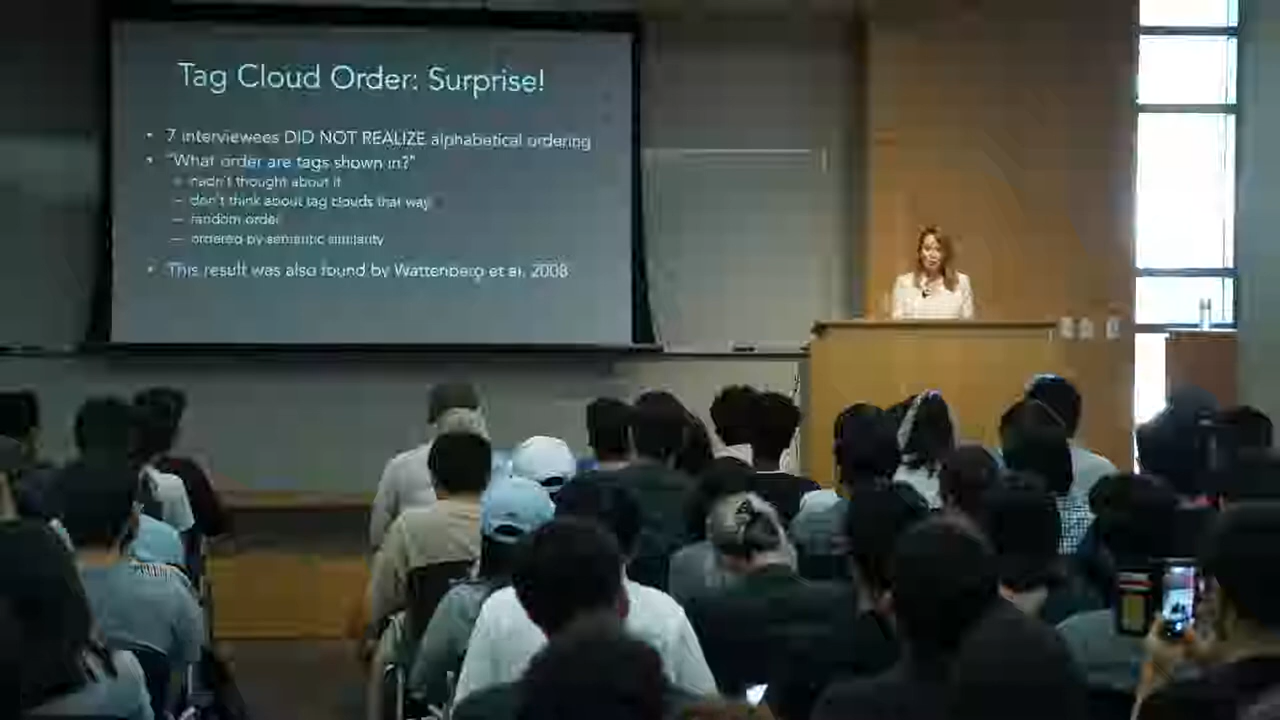 Tag Cloud Order: Surprise!
• 7 interviewees DID NOT REALIZE alphabetical ordering
• "What order are tags shown in?"
– hadn't thought about it
– don't think about tag clouds that way
– random order
– ordered by semantic similarity
• This result was also found by Wattenberg et al. 2008